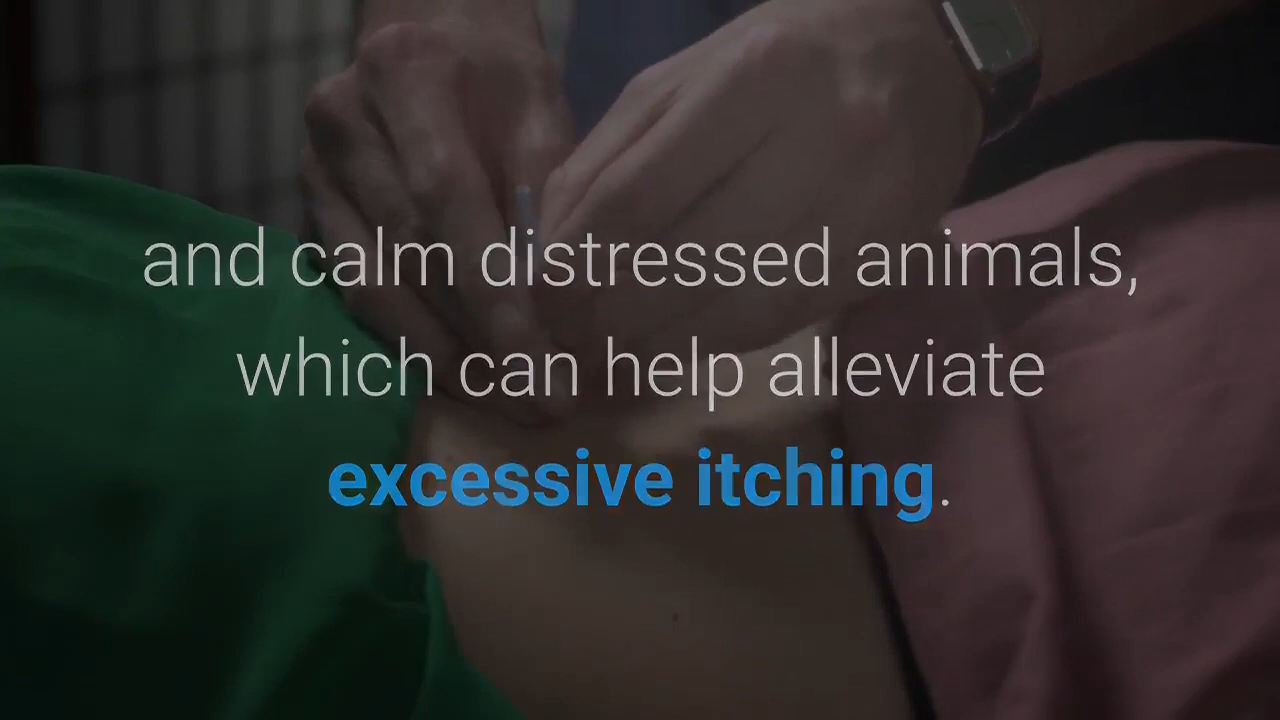 and calm distressed animals,
which can help alleviate
excessive itching.